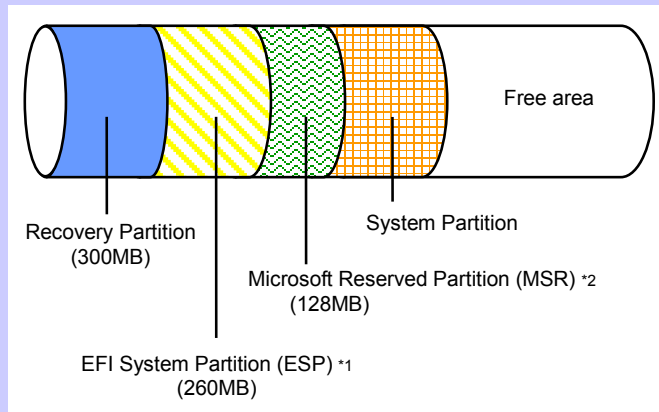 Free area
System Partition
Recovery Partition
(300MB)
Microsoft Reserved Partition (MSR) *2
(128MB)
EFI System Partition (ESP) *1
(260MB)